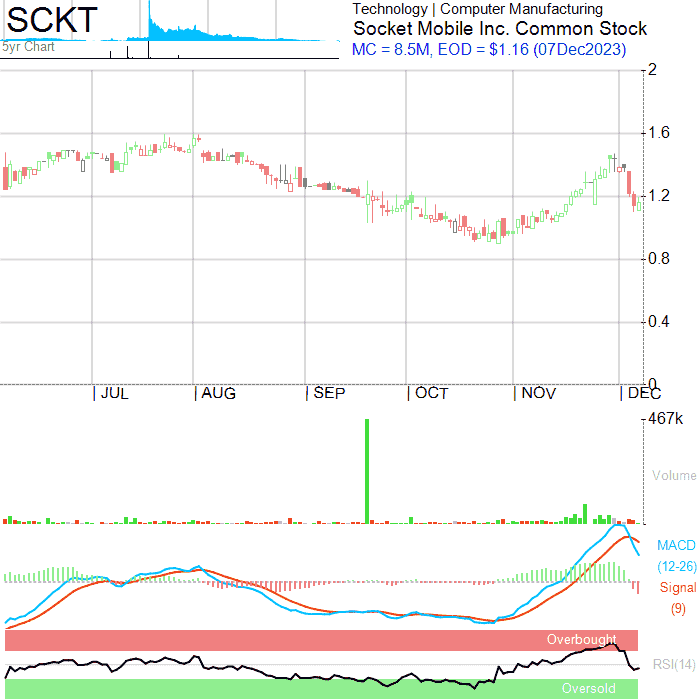 SCKT
5yr Chart
Technology | Computer Manufacturing
Socket Mobile Inc. Common Stock
MC = 8.5M, EOD = $1.16 (07Dec2023)
2
1.6
1.2
0.8
0.4
0
JUL AUG SEP OCT NOV DEC
467k
Volume
MACD
(12-26)
Signal
(9)
Overbought
RSI(14)
Oversold